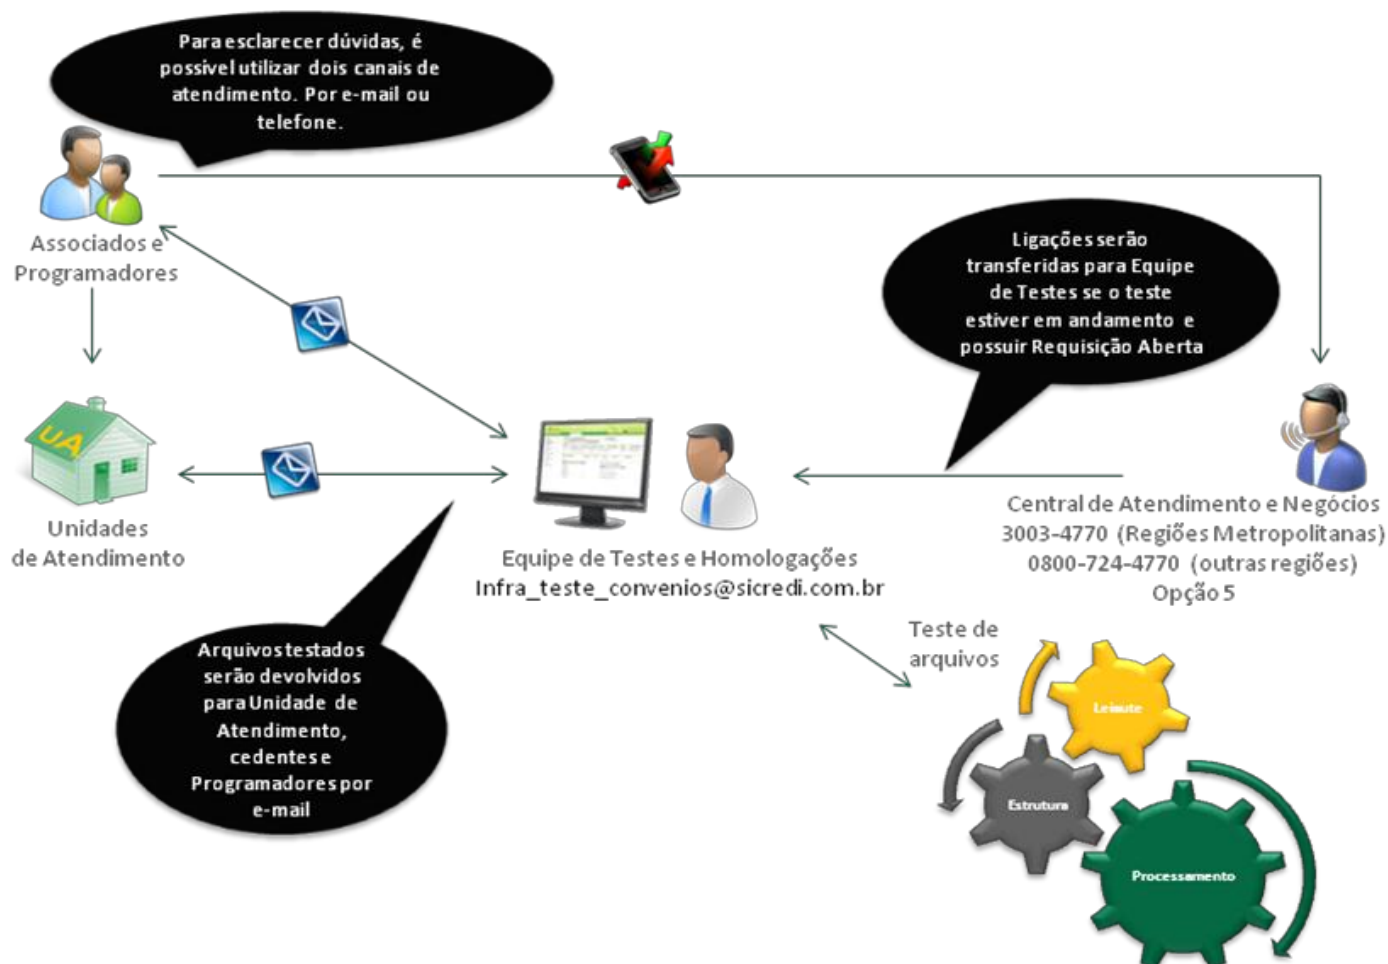 Para esclarecer dúvidas, é
possível utilizar dois canais de
atendimento. Por e-mail ou
telefone.
Associados e
Programadores
Ligações serão
transferidas para Equipe
de Testes se o teste
estiver em andamento e
possuir Requisição Aberta
UA
Unidades
de Atendimento
Equipe de Testes e Homologações
Infra_teste_convenios@sicredi.com.br
Central de Atendimento e Negócios
3003-4770 (Regiões Metropolitanas)
0800-724-4770 (outras regiões)
Opção 5
Arquivos testados
serão devolvidos
para Unidade de
Atendimento,
cedentes e
Programadores por
e-mail
Teste de
arquivos
Leiaute
Estrutura
Processamento